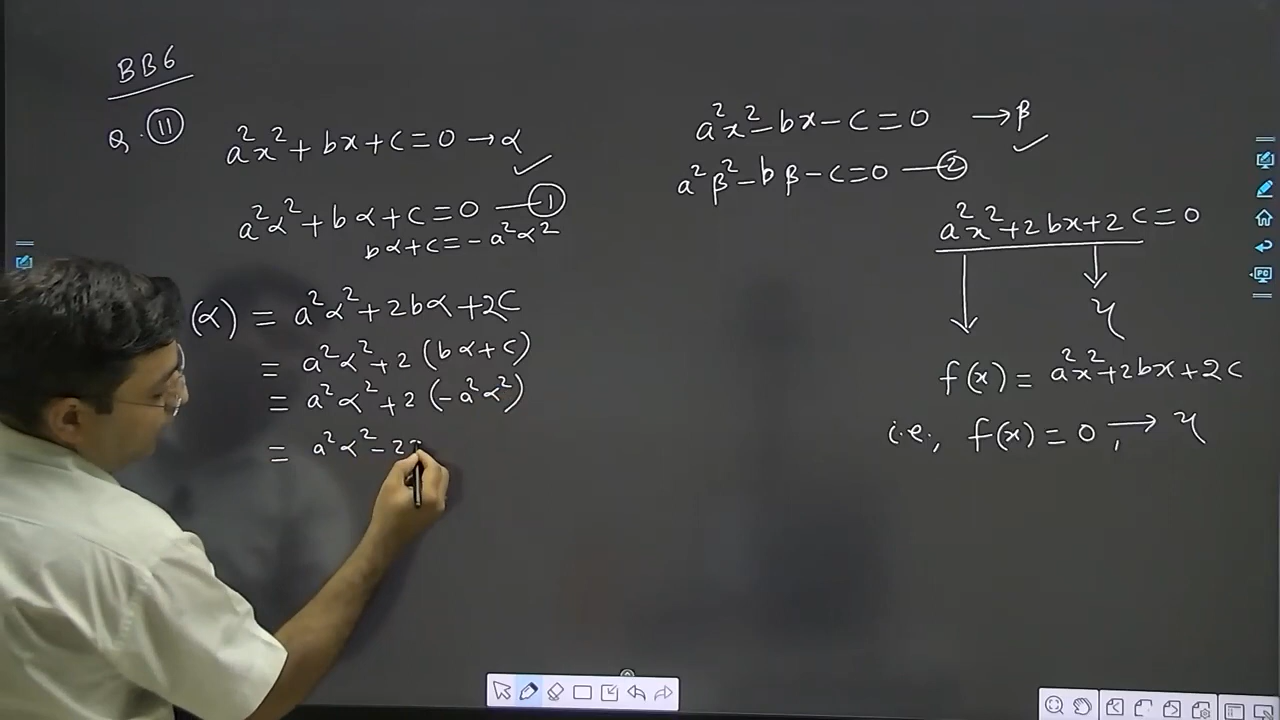 BB6
Q. 11
a²x² + bx + c = 0 → α
a²α² + bα + c = 0 — 1
bα + c = - a²α²
(α) = a²α² + 2bα + 2c
= a²α² + 2 (bα + c)
= a²α² + 2 (- a²α²)
= a²α² - 2
a²x² - bx - c = 0 → β
a²β² - bβ - c = 0 — 2
a²x² + 2bx + 2c = 0
γ
f(x) = a²x² + 2bx + 2c
i.e., f(x) = 0, → γ
PC